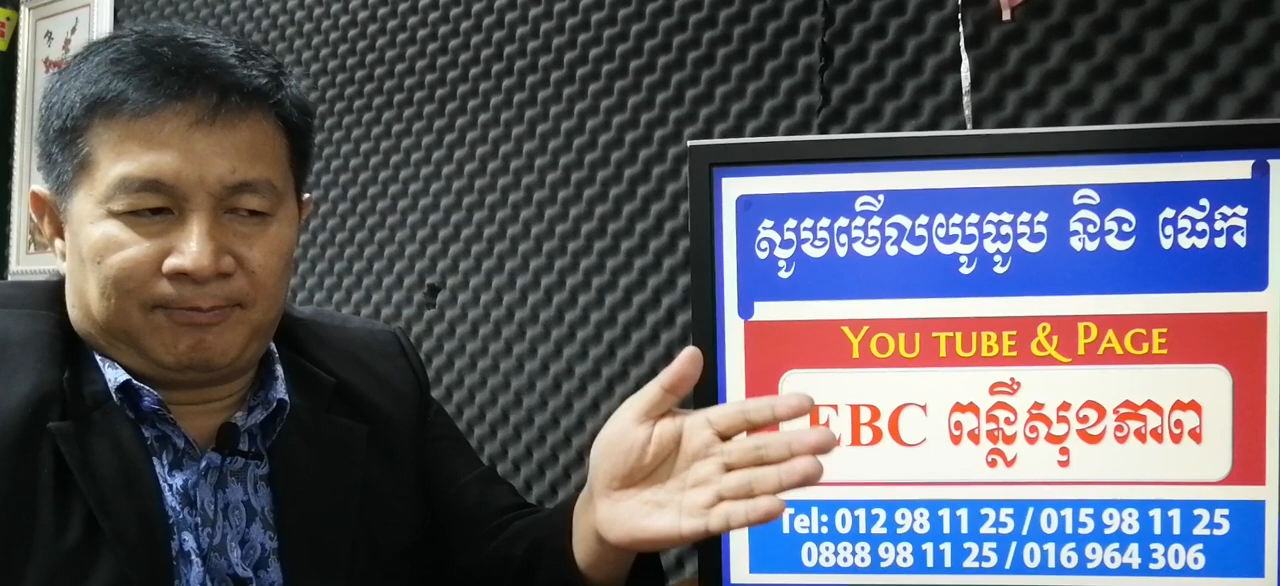 សូមមើលយូធូប និង ផេក
YOU TUBE & PAGE
EBC ពន្លឺសុខភាព
Tel: 012 98 11 25 / 015 98 11 25
0888 98 11 25 / 016 964 306